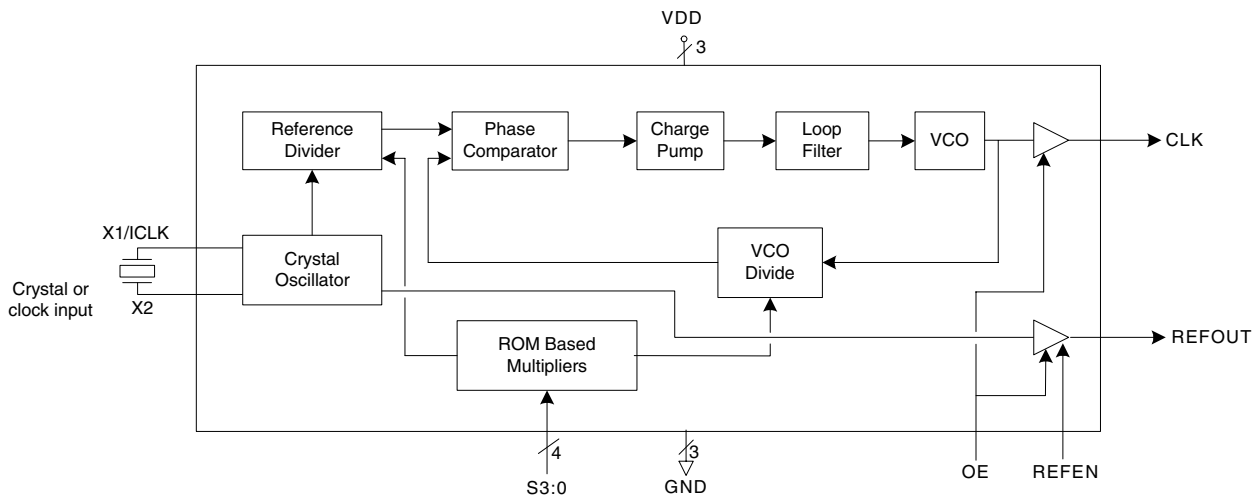 VDD
3
Reference
Divider
Phase
Comparator
Charge
Pump
Loop
Filter
VCO
CLK
X1/ICLK
Crystal or
clock input
X2
Crystal
Oscillator
VCO
Divide
ROM Based
Multipliers
REFOUT
4
S3:0
3
GND
OE
REFEN